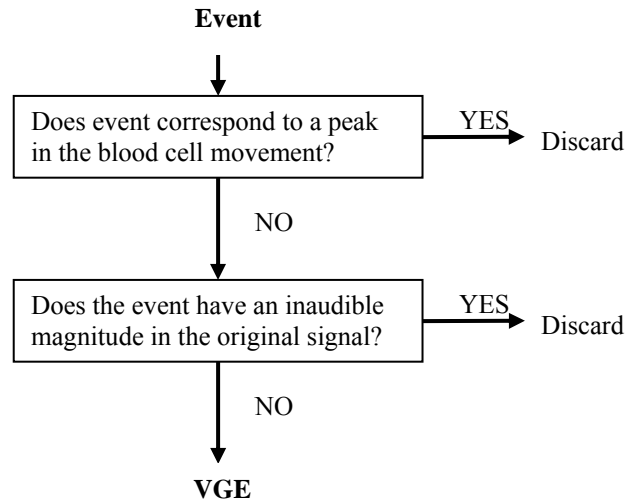 Event
Does event correspond to a peak
in the blood cell movement?
YES
Discard
NO
Does the event have an inaudible
magnitude in the original signal?
YES
Discard
NO
VGE